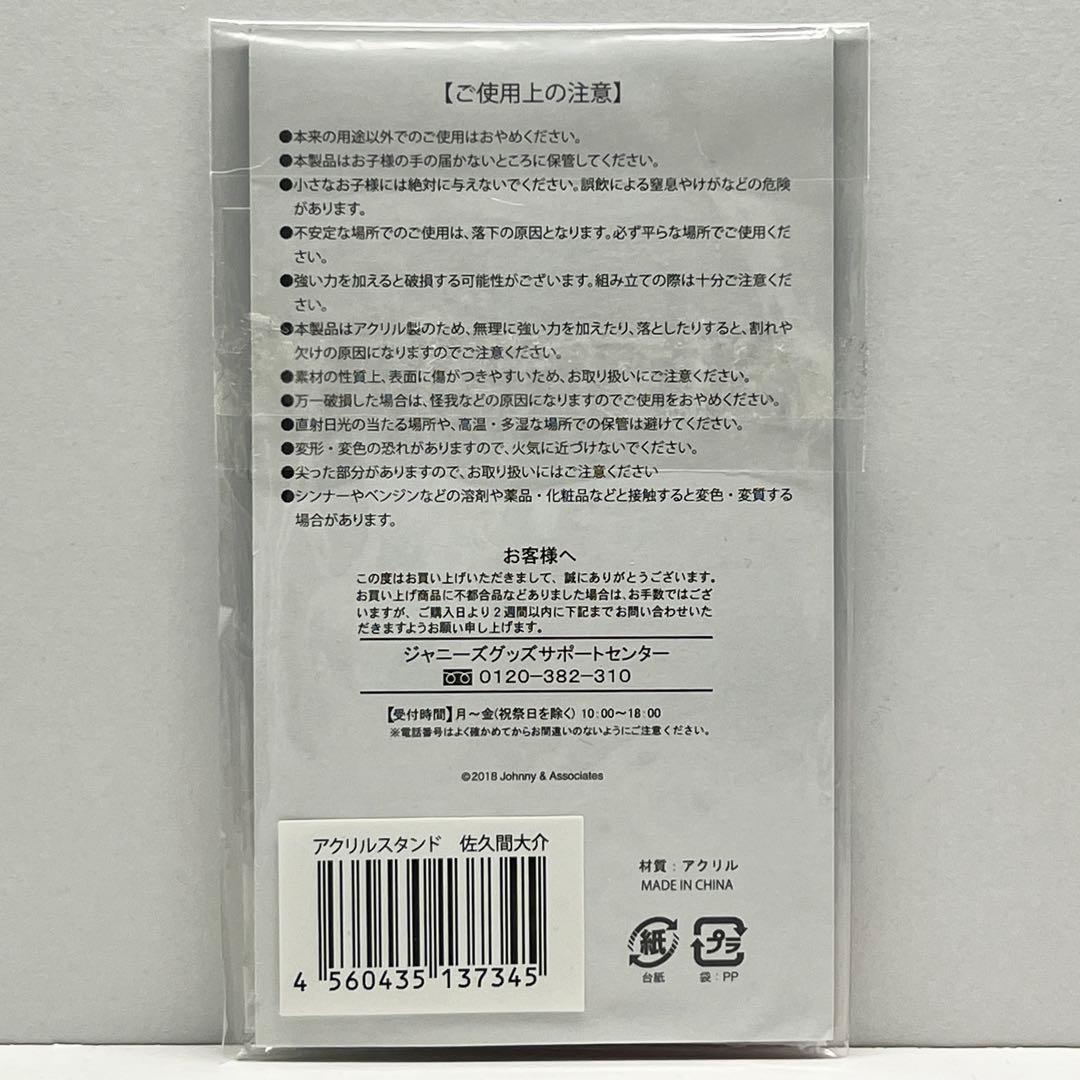 【ご使用上の注意】
●本来の用途以外でのご使用はおやめください。
●本製品はお子様の手の届かないところに保管してください。
●小さなお子様には絶対に与えないでください。誤飲による窒息やけがなどの危険
があります。
●不安定な場所でのご使用は、落下の原因となります。必ず平らな場所でご使用くだ
さい。
●強い力を加えると破損する可能性がございます。組み立ての際は十分ご注意くだ
さい。
●本製品はアクリル製のため、無理に強い力を加えたり、落としたりすると、割れや
欠けの原因になりますのでご注意ください。
●素材の性質上、表面に傷がつきやすいため、お取り扱いにご注意ください。
●万一破損した場合は、怪我などの原因になりますのでご使用をおやめください。
●直射日光の当たる場所や、高温・多湿な場所での保管は避けてください。
●変形・変色の恐れがありますので、火気に近づけないでください。
●尖った部分がありますので、お取り扱いにはご注意ください
●シンナーやベンジンなどの溶剤や薬品・化粧品などと接触すると変色・変質する
場合があります。
お客様へ
この度はお買い上げいただきまして、誠にありがとうございます。
お買い上げ商品に不都合品などありました場合は、お手数ではござ
いますが、ご購入日より2週間以内に下記までお問い合わせいた
だきますようお願い申し上げます。
ジャニーズグッズサポートセンター
0120-382-310
【受付時間】月〜金(祝祭日を除く) 10:00〜18:00
※電話番号はよく確かめてからお間違いのないようにご注意ください。
©2018 Johnny & Associates
アクリルスタンド 佐久間大介
4 560435 137345
材質：アクリル
MADE IN CHINA
紙 プラ
台紙 袋：PP